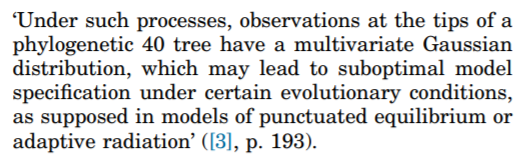 ‘Under such processes, observations at the tips of a
phylogenetic 40 tree have a multivariate Gaussian
distribution, which may lead to suboptimal model
specification under certain evolutionary conditions,
as supposed in models of punctuated equilibrium or
adaptive radiation’ ([3], p. 193).